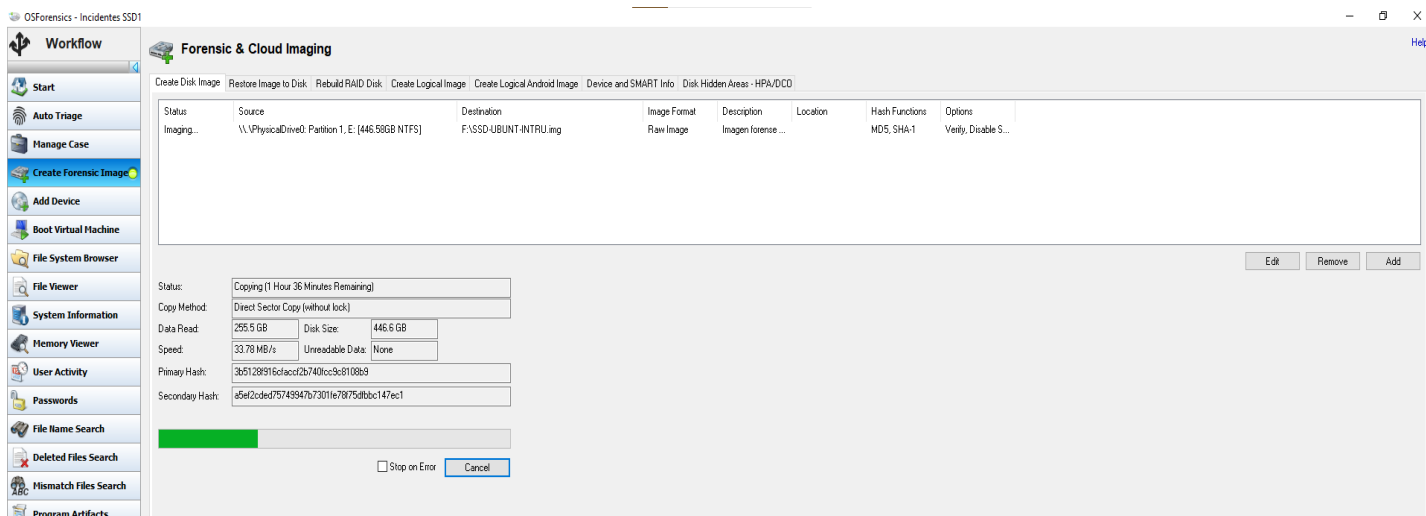 OSForensics - Incidentes SSD1
Workflow
Start
Auto Triage
Manage Case
Create Forensic Image
Add Device
Boot Virtual Machine
File System Browser
File Viewer
System Information
Memory Viewer
User Activity
Passwords
File Name Search
Deleted Files Search
ABC Mismatch Files Search
Program Artifacts
Forensic & Cloud Imaging
Help
Create Disk Image Restore Image to Disk Rebuild RAID Disk Create Logical Image Create Logical Android Image Device and SMART Info Disk Hidden Areas - HPA/DCO
Status Source Destination Image Format Description Location Hash Functions Options
Imaging... \\.\PhysicalDrive0: Partition 1, E: [446.58GB NTFS] F:\SSD-UBUNT-INTRU.img Raw Image Imagen forense ... MD5, SHA-1 Verify, Disable S...
Edit Remove Add
Status: Copying (1 Hour 36 Minutes Remaining)
Copy Method: Direct Sector Copy (without lock)
Data Read: 255.5 GB Disk Size: 446.6 GB
Speed: 33.78 MB/s Unreadable Data: None
Primary Hash: 3b5128f916cfaccf2b740fcc9c8108b9
Secondary Hash: a5ef2cded75749947b7301fe78f75dfbbc147ec1
Stop on Error Cancel